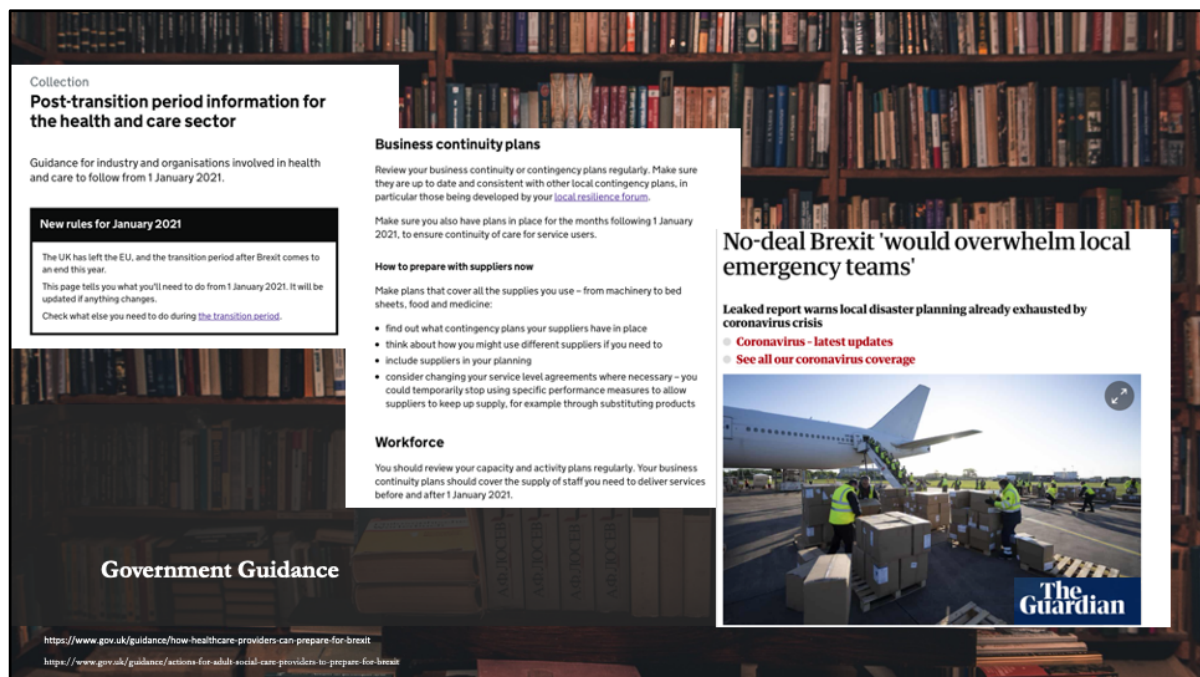 Collection
Post-transition period information for
the health and care sector
Guidance for industry and organisations involved in health
and care to follow from 1 January 2021.
New rules for January 2021
The UK has left the EU, and the transition period after Brexit comes to
an end this year.
This page tells you what you'll need to do from 1 January 2021. It will be
updated if anything changes.
Check what else you need to do during the transition period.
Business continuity plans
Review your business continuity or contingency plans regularly. Make sure
they are up to date and consistent with other local contingency plans, in
particular those being developed by your local resilience forum.
Make sure you also have plans in place for the months following 1 January
2021, to ensure continuity of care for service users.
How to prepare with suppliers now
Make plans that cover all the supplies you use – from machinery to bed
sheets, food and medicine:
• find out what contingency plans your suppliers have in place
• think about how you might use different suppliers if you need to
• include suppliers in your planning
• consider changing your service level agreements where necessary – you
could temporarily stop using specific performance measures to allow
suppliers to keep up supply, for example through substituting products
Workforce
You should review your capacity and activity plans regularly. Your business
continuity plans should cover the supply of staff you need to deliver services
before and after 1 January 2021.
No-deal Brexit 'would overwhelm local
emergency teams'
Leaked report warns local disaster planning already exhausted by
coronavirus crisis
Coronavirus – latest updates
See all our coronavirus coverage
The
Guardian
Government Guidance
https://www.gov.uk/guidance/how-healthcare-providers-can-prepare-for-brexit
https://www.gov.uk/guidance/actions-for-adult-social-care-providers-to-prepare-for-brexit